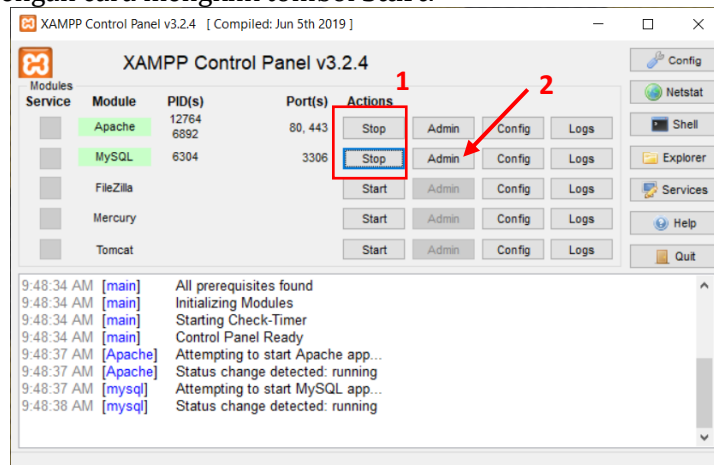 XAMPP Control Panel v3.2.4 [ Compiled: Jun 5th 2019 ]
XAMPP Control Panel v3.2.4
Config
Modules
Service Module PID(s) Port(s) Actions
1
2
Netstat
Apache 12764 6892 80, 443 Stop Admin Config Logs
Shell
MySQL 6304 3306 Stop Admin Config Logs
Explorer
FileZilla Start Admin Config Logs
Services
Mercury Start Admin Config Logs
Help
Tomcat Start Admin Config Logs
Quit
9:48:34 AM [main] All prerequisites found
9:48:34 AM [main] Initializing Modules
9:48:34 AM [main] Starting Check-Timer
9:48:34 AM [main] Control Panel Ready
9:48:37 AM [Apache] Attempting to start Apache app...
9:48:37 AM [Apache] Status change detected: running
9:48:37 AM [mysql] Attempting to start MySQL app...
9:48:38 AM [mysql] Status change detected: running